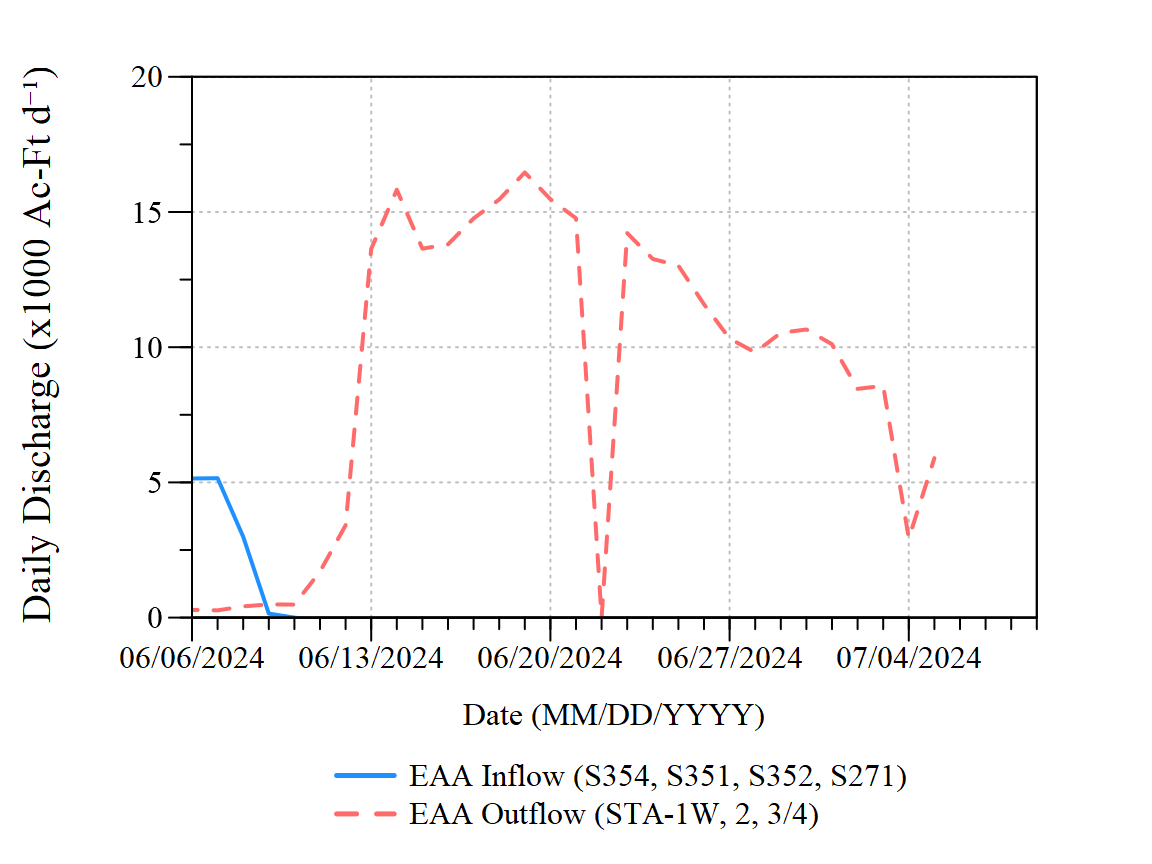 Daily Discharge (x1000 Ac-Ft d⁻¹)
20
15
10
5
0
06/06/2024 06/13/2024 06/20/2024 06/27/2024 07/04/2024
Date (MM/DD/YYYY)
EAA Inflow (S354, S351, S352, S271)
EAA Outflow (STA-1W, 2, 3/4)